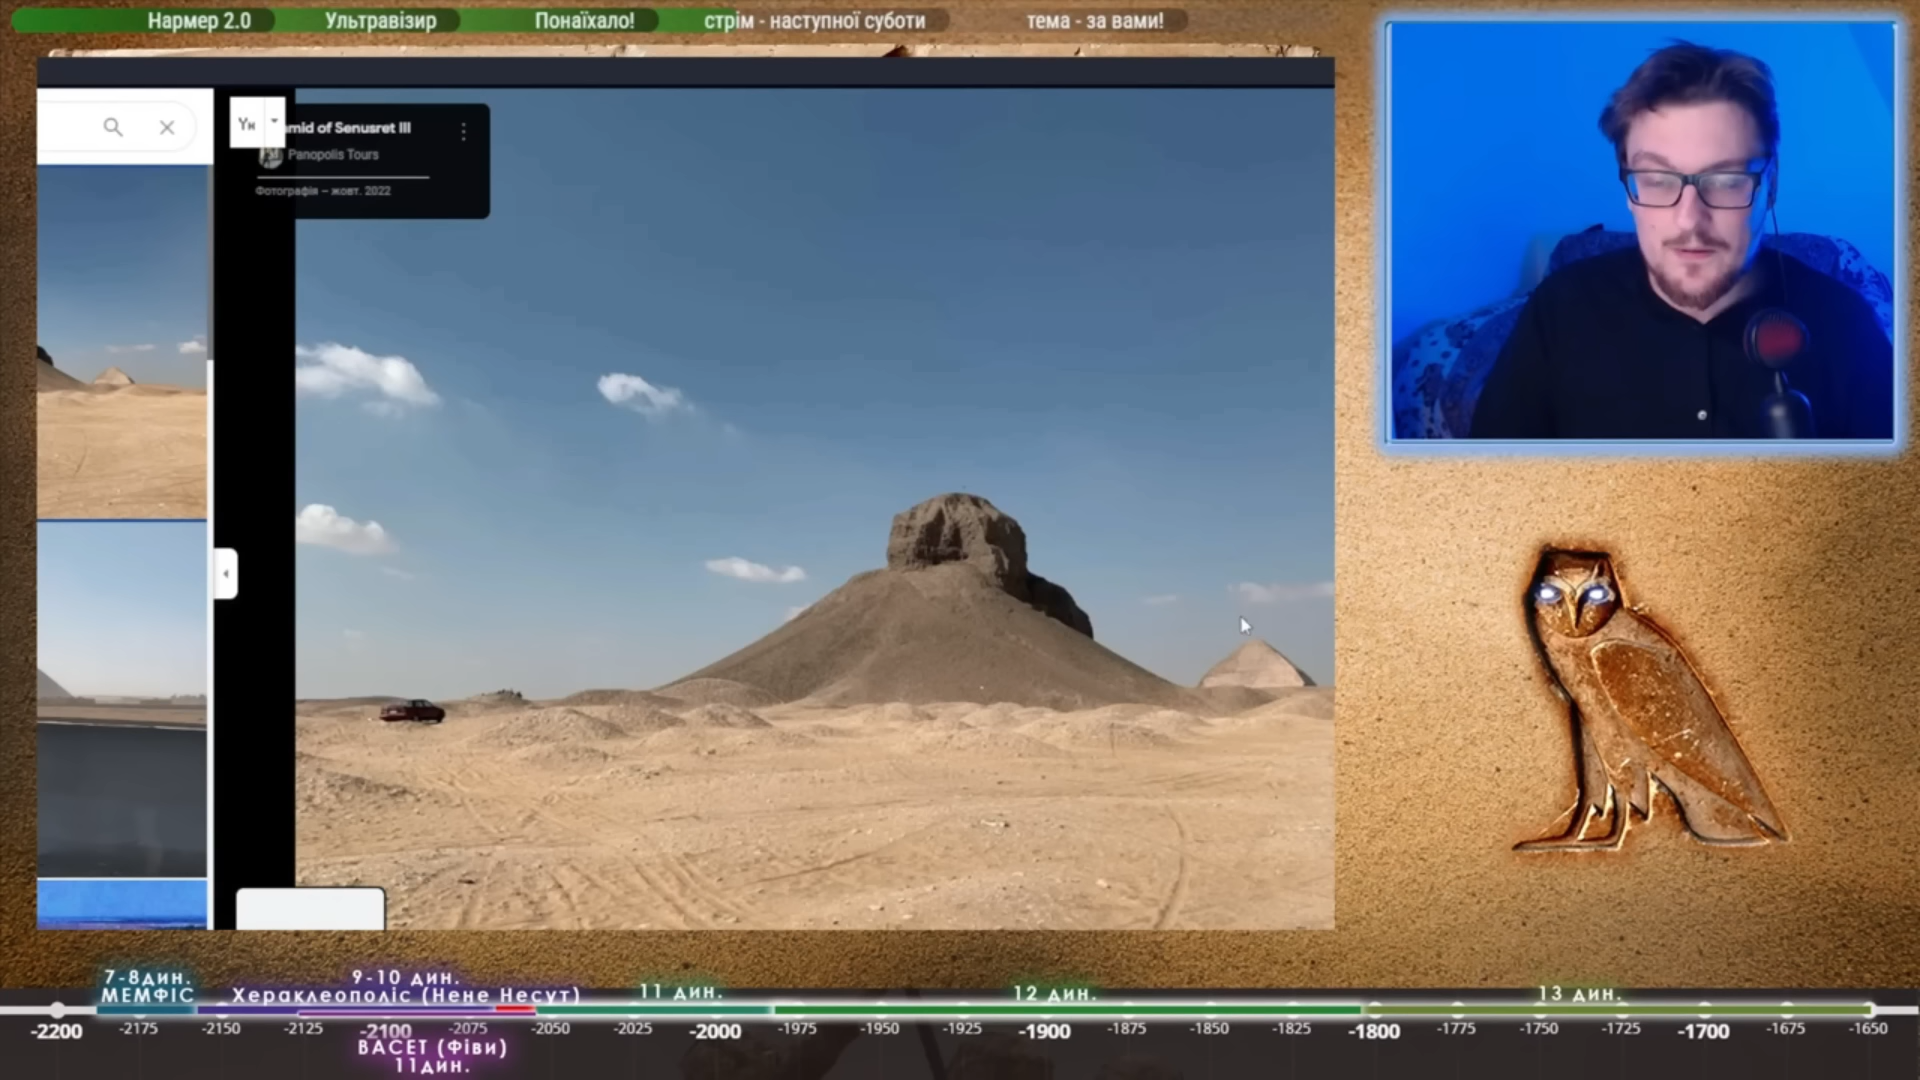 Нармер 2.0
Ультравізир
Понаїхало!
стрім - наступної суботи
тема - за вами!
Ун
mid of Senusret III
Panopolis Tours
Фотографія – жовт. 2022
7-8дин.
МЕМФІС
9-10 дин.
Хераклеополіс (Нене Несут)
11 дин.
12 дин.
13 дин.
-2200 -2175 -2150 -2125 -2100 -2075 -2050 -2025 -2000 -1975 -1950 -1925 -1900 -1875 -1850 -1825 -1800 -1775 -1750 -1725 -1700 -1675 -1650
ВАСЕТ (Фіви)
11дин.